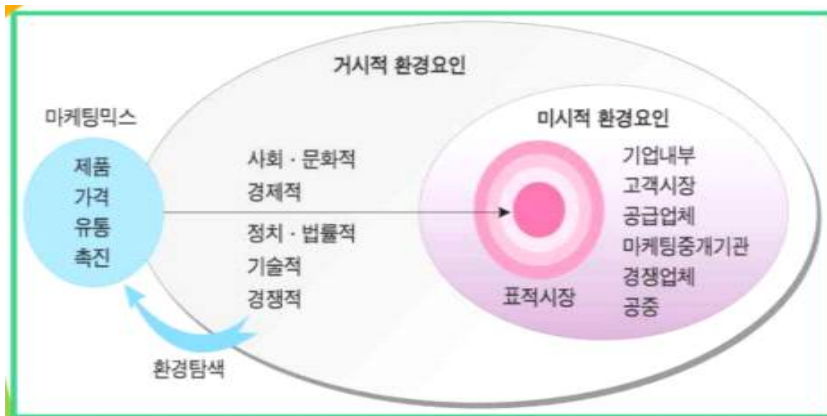 거시적 환경요인
마케팅믹스
제품
가격
유통
촉진
사회 · 문화적
경제적
정치 · 법률적
기술적
경쟁적
환경탐색
미시적 환경요인
표적시장
기업내부
고객시장
공급업체
마케팅중개기관
경쟁업체
공중